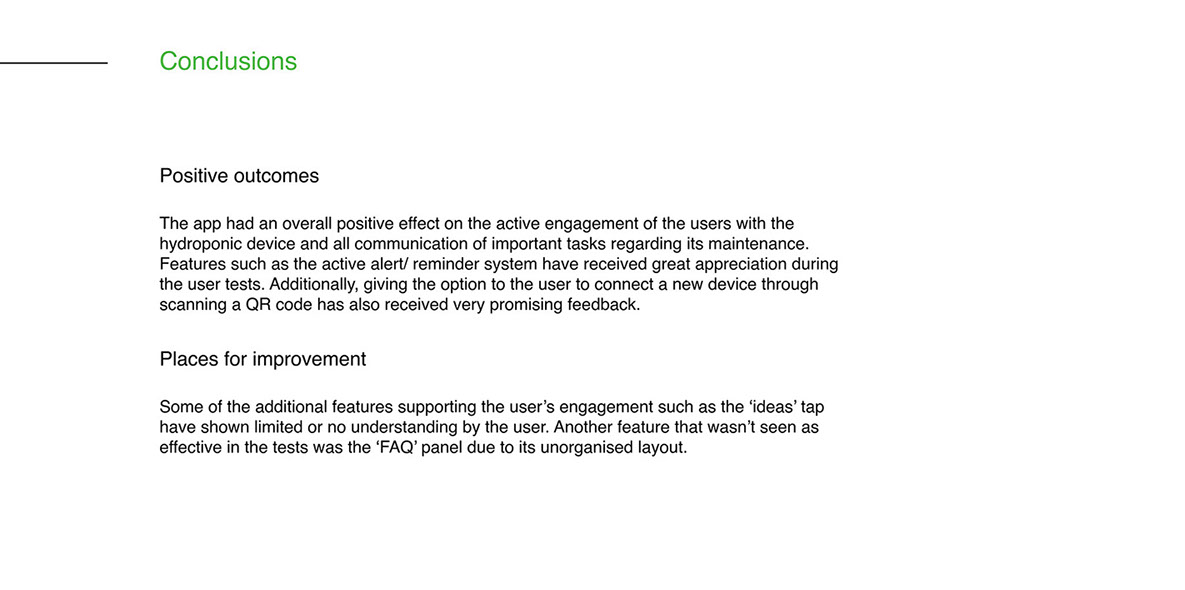 Conclusions
Positive outcomes
The app had an overall positive effect on the active engagement of the users with the
hydroponic device and all communication of important tasks regarding its maintenance.
Features such as the active alert/ reminder system have received great appreciation during
the user tests. Additionally, giving the option to the user to connect a new device through
scanning a QR code has also received very promising feedback.
Places for improvement
Some of the additional features supporting the user’s engagement such as the ‘ideas’ tap
have shown limited or no understanding by the user. Another feature that wasn’t seen as
effective in the tests was the ‘FAQ’ panel due to its unorganised layout.